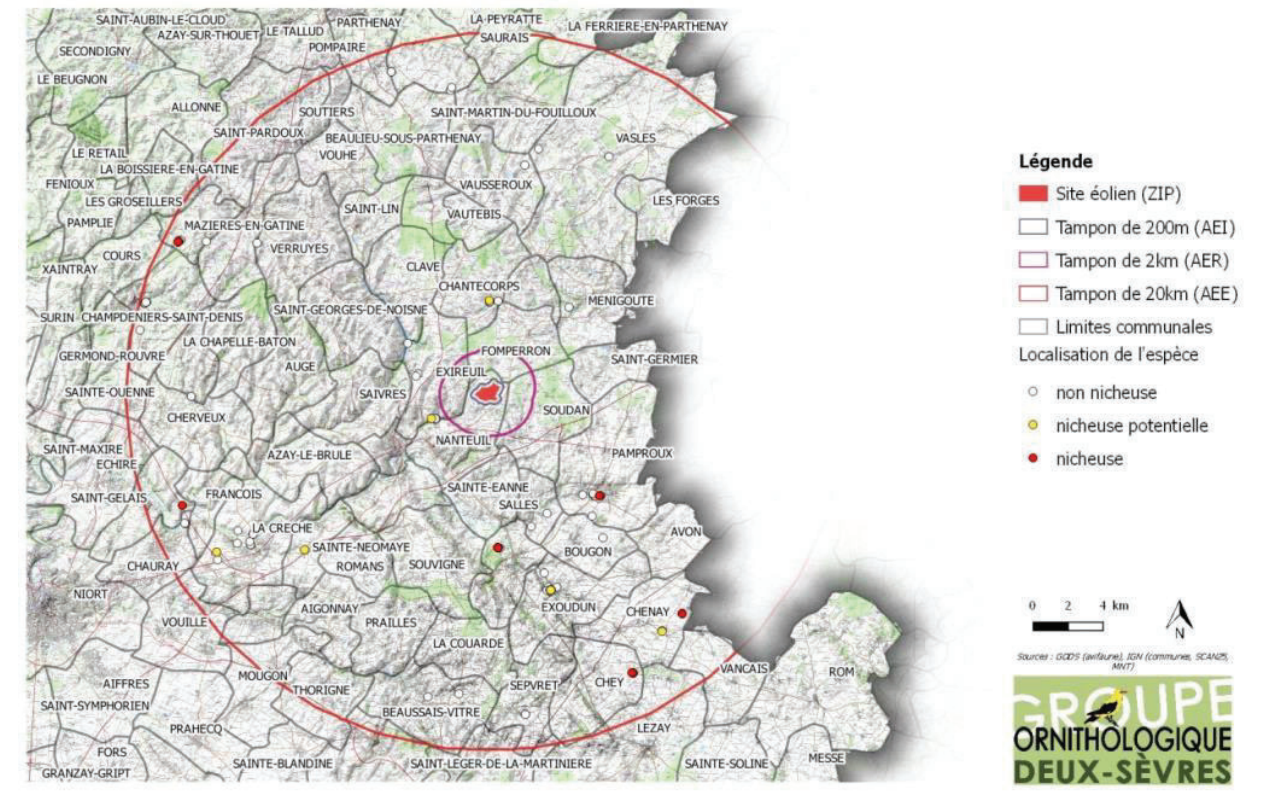 SAINT-AUBIN-LE-CLOUD
PARTHENAY
LA-PEYRATTE
LA FERRIERE-EN-PARTHENAY
AZAY-SUR-THOUET
LE TALLUD
SAURAIS
POMPAIRE
SECONDIGNY
LE BEUGNON
ALLONNE
SOUTIERS
SAINT-MARTIN-DU-FOUILLOUX
SAINT-PARDOUX
BEAULIEU-SOUS-PARTHENAY
VASLES
LE RETAIL
VOUHE
LA BOISSIERE-EN-GATINE
FENIOUX
VAUSSEROUX
LES GROSEILLERS
SAINT-LIN
VAUTEBIS
LES FORGES
PAMPLIE
MAZIERES-EN-GATINE
VERRUYES
COURS
XAINTRAY
CLAVE
CHANTECORPS
MENIGOUTE
SURIN
CHAMPDENIERS-SAINT-DENIS
SAINT-GEORGES-DE-NOISNE
LA CHAPELLE-BATON
GERMOND-ROUVRE
FOMPERRON
SAINT-GERMIER
AUGE
EXIREUIL
SAINTE-OUENNE
SAIVRES
CHERVEUX
SOUDAN
NANTEUIL
SAINT-MAXIRE
AZAY-LE-BRULE
PAMPROUX
ECHIRE
SAINT-GELAIS
FRANCOIS
SAINTE-EANNE
SALLES
LA CRECHE
AVON
SAINTE-NEOMAYE
BOUGON
CHAURAY
ROMANS
SOUVIGNE
NIORT
AIGONNAY
EXOUDUN
CHENAY
VOUILLE
PRAILLES
LA COUARDE
MOUGON
VANCAIS
ROM
AIFFRES
THORIGNE
SEPVRET
CHEY
SAINT-SYMPHORIEN
BEAUSSAIS-VITRE
PRAHECQ
LEZAY
FORS
GRANZAY-GRIPT
SAINTE-BLANDINE
SAINT-LEGER-DE-LA-MARTINIERE
SAINTE-SOLINE
MESSE
Légende
Site éolien (ZIP)
Tampon de 200m (AEI)
Tampon de 2km (AER)
Tampon de 20km (AEE)
Limites communales
Localisation de l'espèce
non nicheuse
nicheuse potentielle
nicheuse
0 2 4 km
N
Sources : GODS (avifaune), IGN (communes, SCAN25, MNT)
GROUPE
ORNITHOLOGIQUE
DEUX-SÈVRES